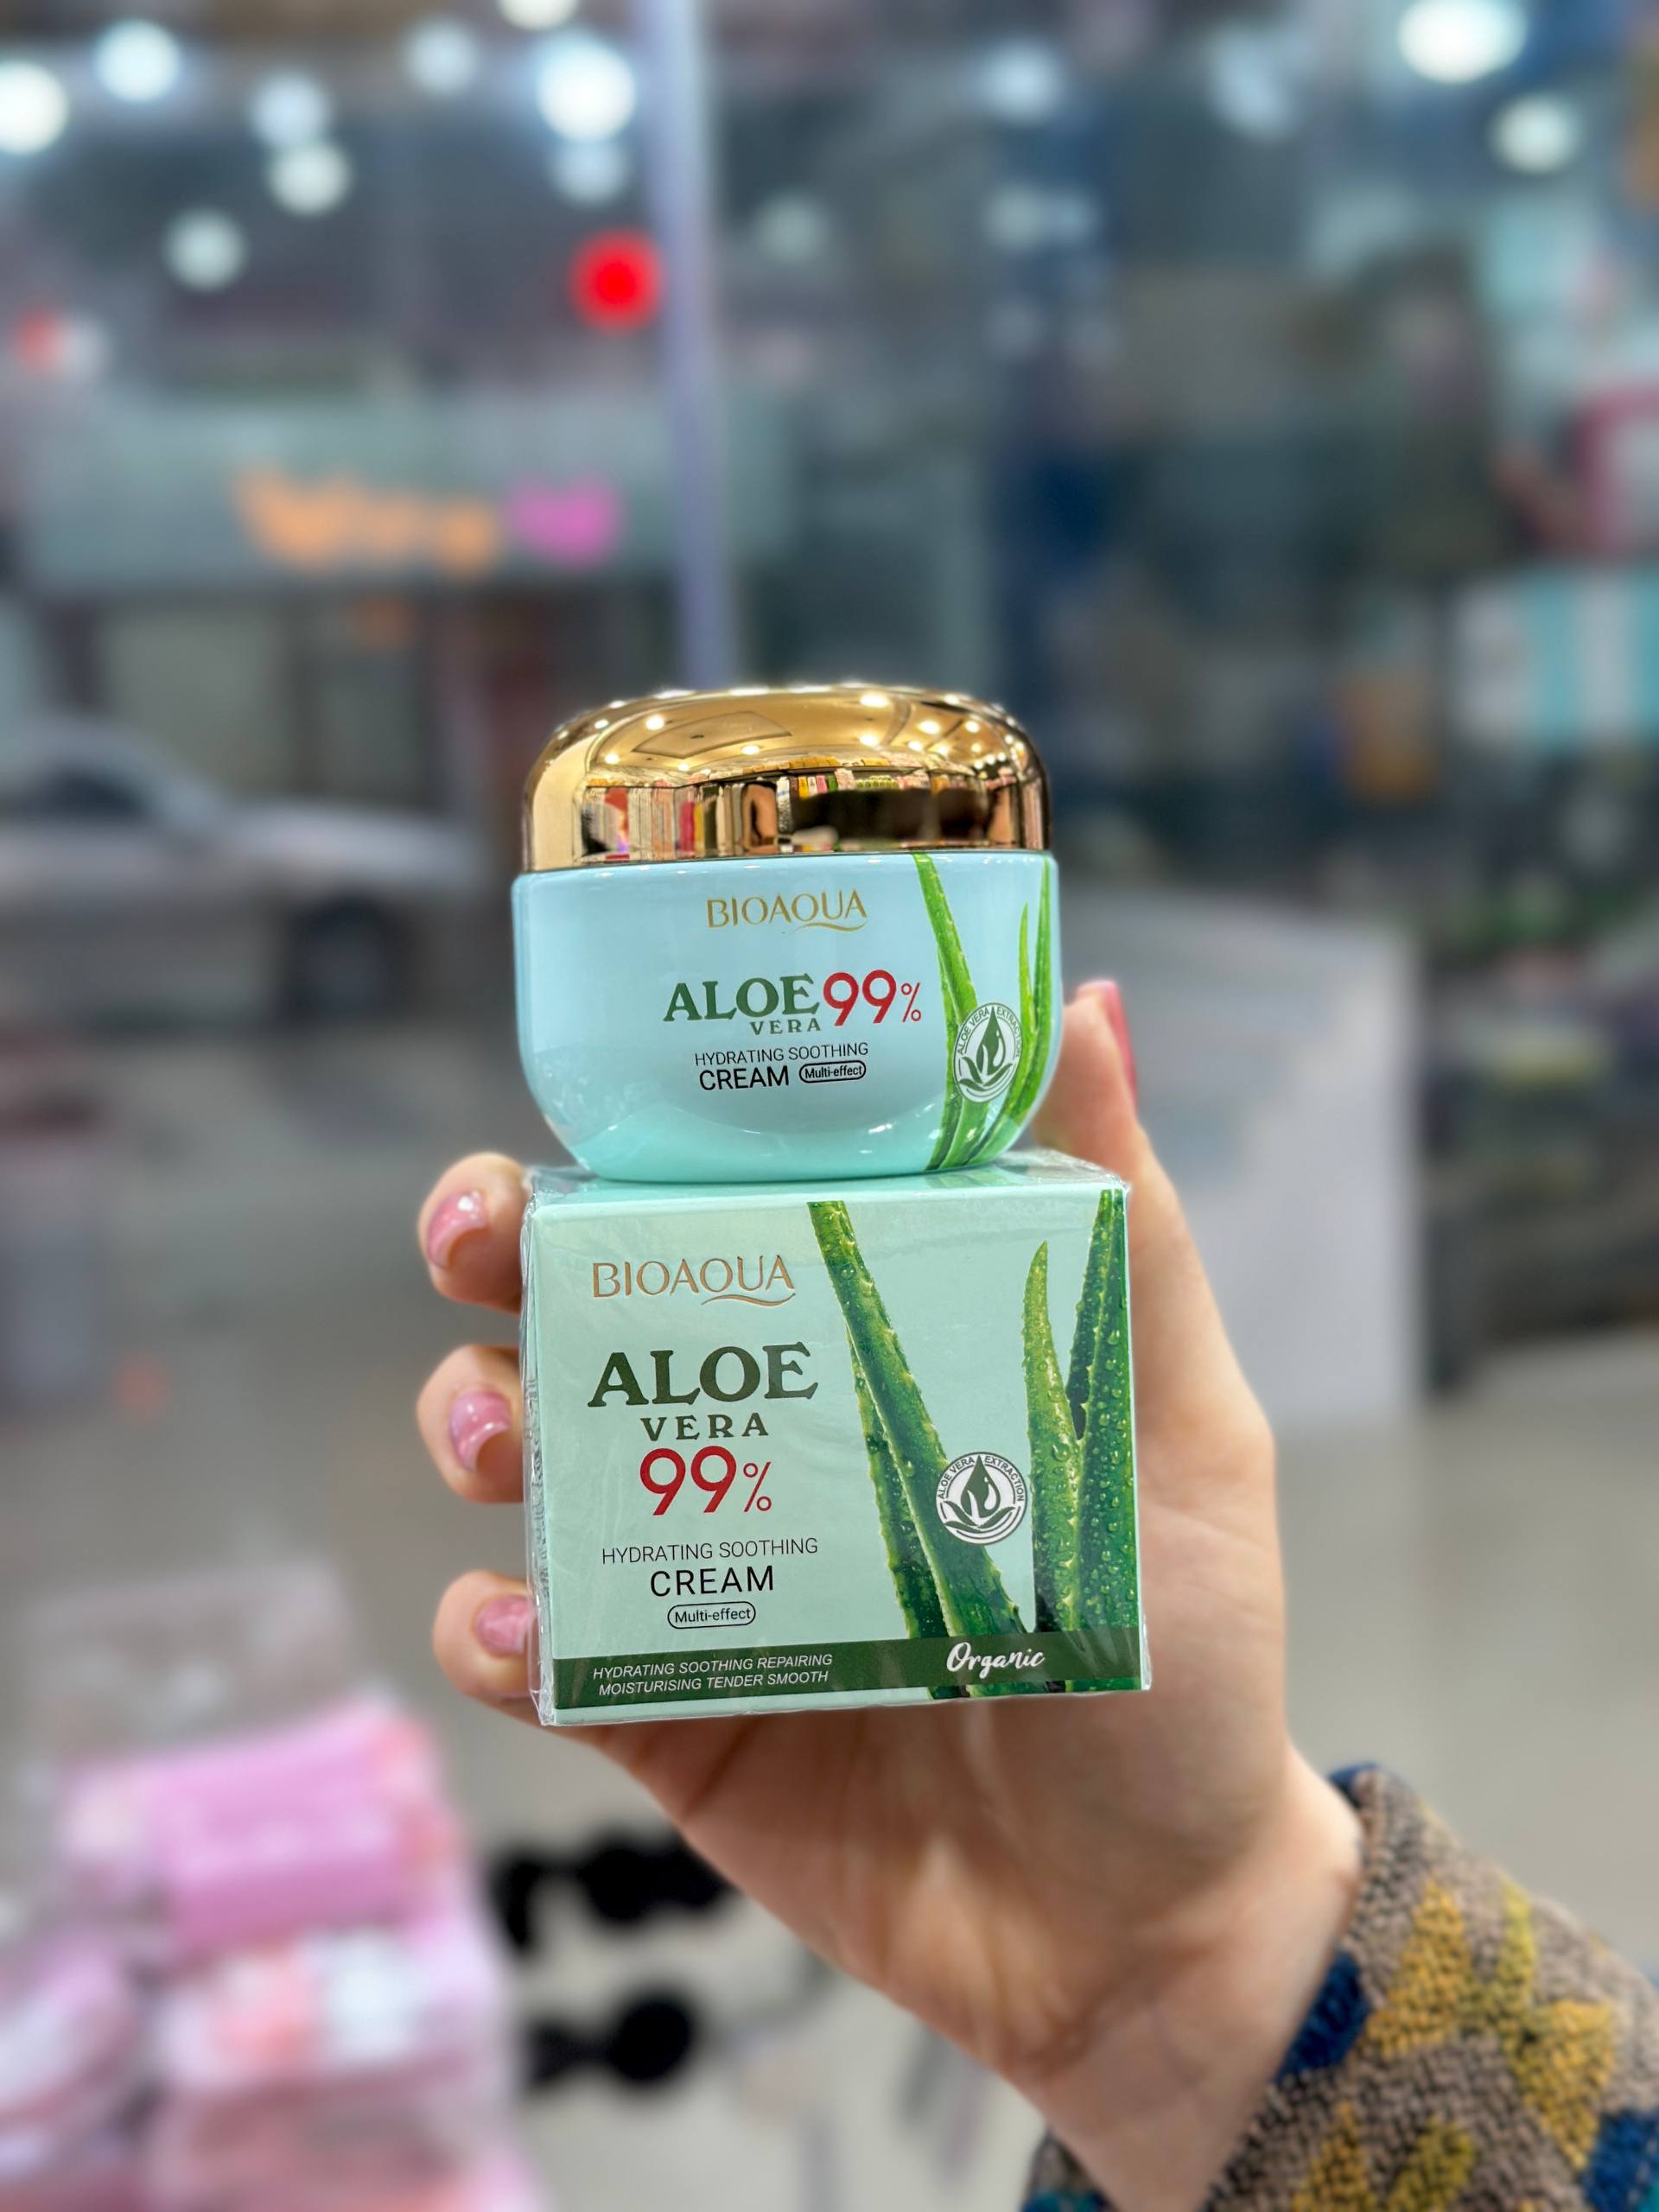 BIOAQUA
ALOE 99%
VERA
HYDRATING SOOTHING
CREAM Multi-effect
ALOE VERA EXTRACTION
BIOAQUA
ALOE
VERA
99%
ALOE VERA EXTRACTION
HYDRATING SOOTHING
CREAM
Multi-effect
HYDRATING SOOTHING REPAIRING
MOISTURISING TENDER SMOOTH
Organic